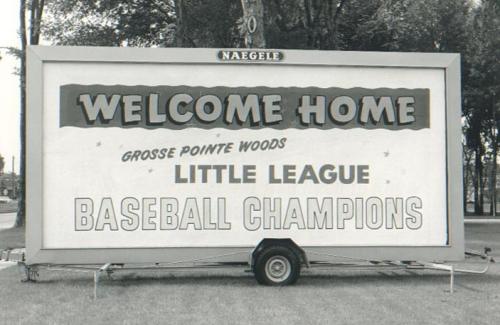 NAEGELE
WELCOME HOME
GROSSE POINTE WOODS
LITTLE LEAGUE
BASEBALL CHAMPIONS